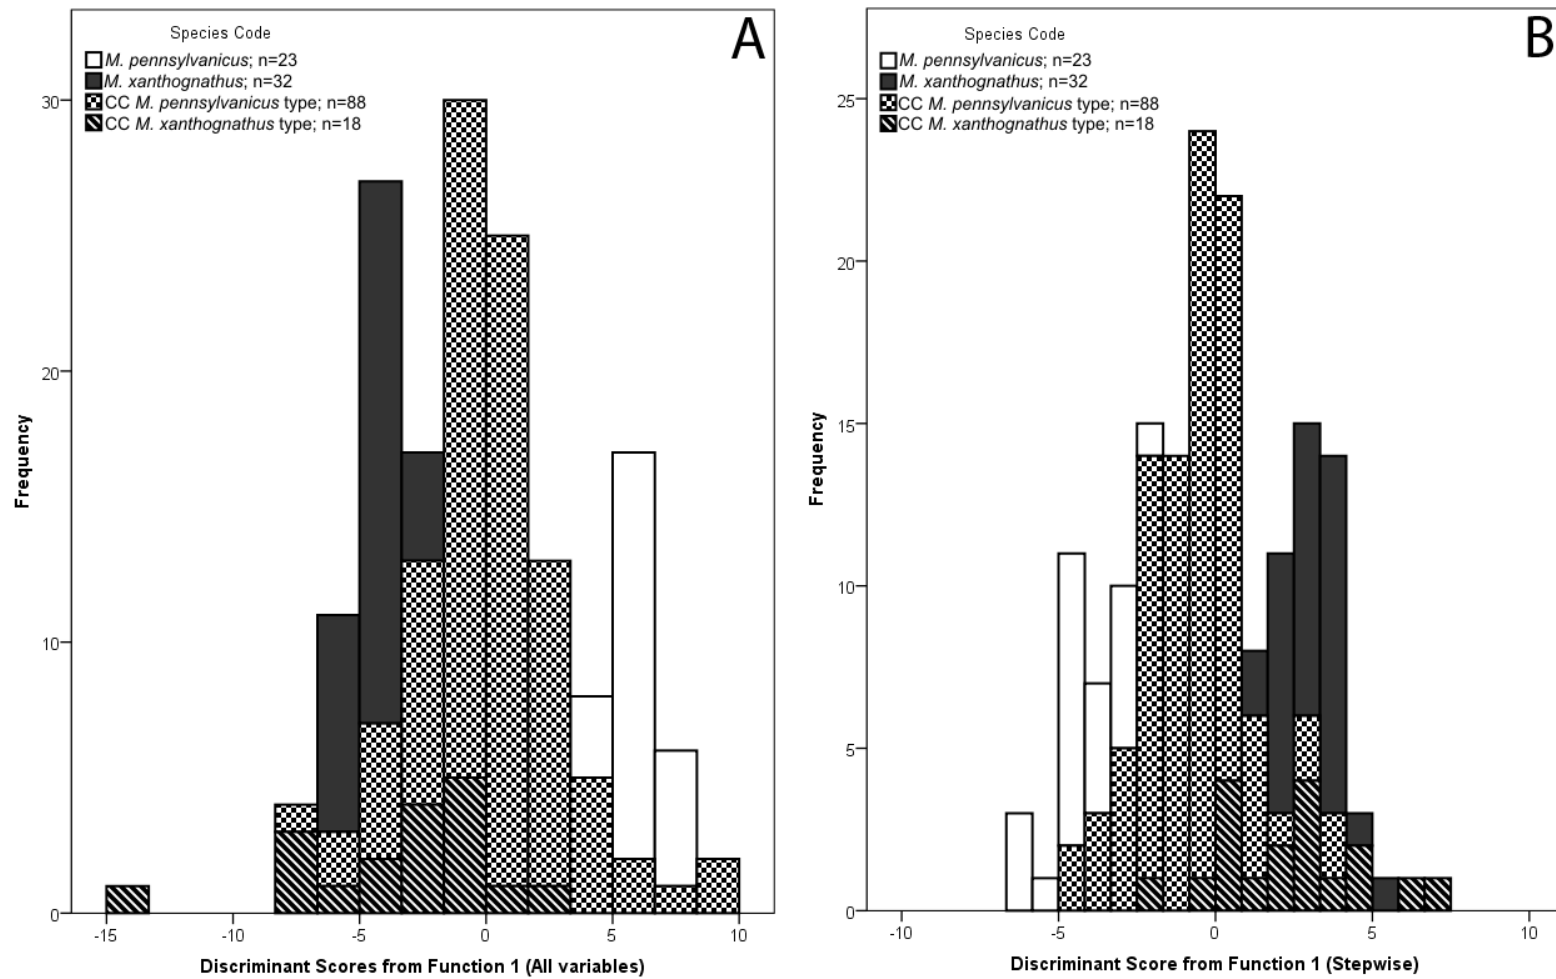 A
Species Code
M. pennsylvanicus; n=23
M. xanthognathus; n=32
CC M. pennsylvanicus type; n=88
CC M. xanthognathus type; n=18
30
20
10
0
Frequency
-15 -10 -5 0 5 10
Discriminant Scores from Function 1 (All variables)
B
Species Code
M. pennsylvanicus; n=23
M. xanthognathus; n=32
CC M. pennsylvanicus type; n=88
CC M. xanthognathus type; n=18
25
20
15
10
5
0
Frequency
-10 -5 0 5 10
Discriminant Score from Function 1 (Stepwise)